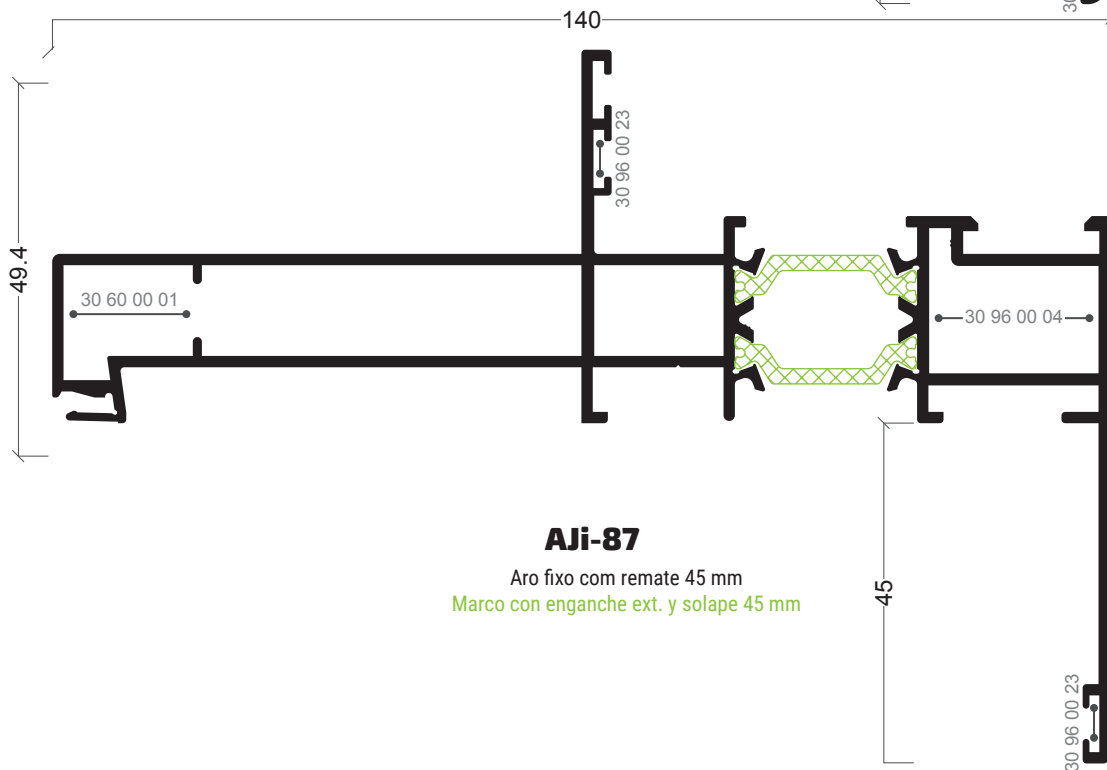 140
30 96 00 23
49.4
30 60 00 01
30 96 00 04
AJi-87
Aro fixo com remate 45 mm
Marco con enganche ext. y solape 45 mm
45
30 96 00 23